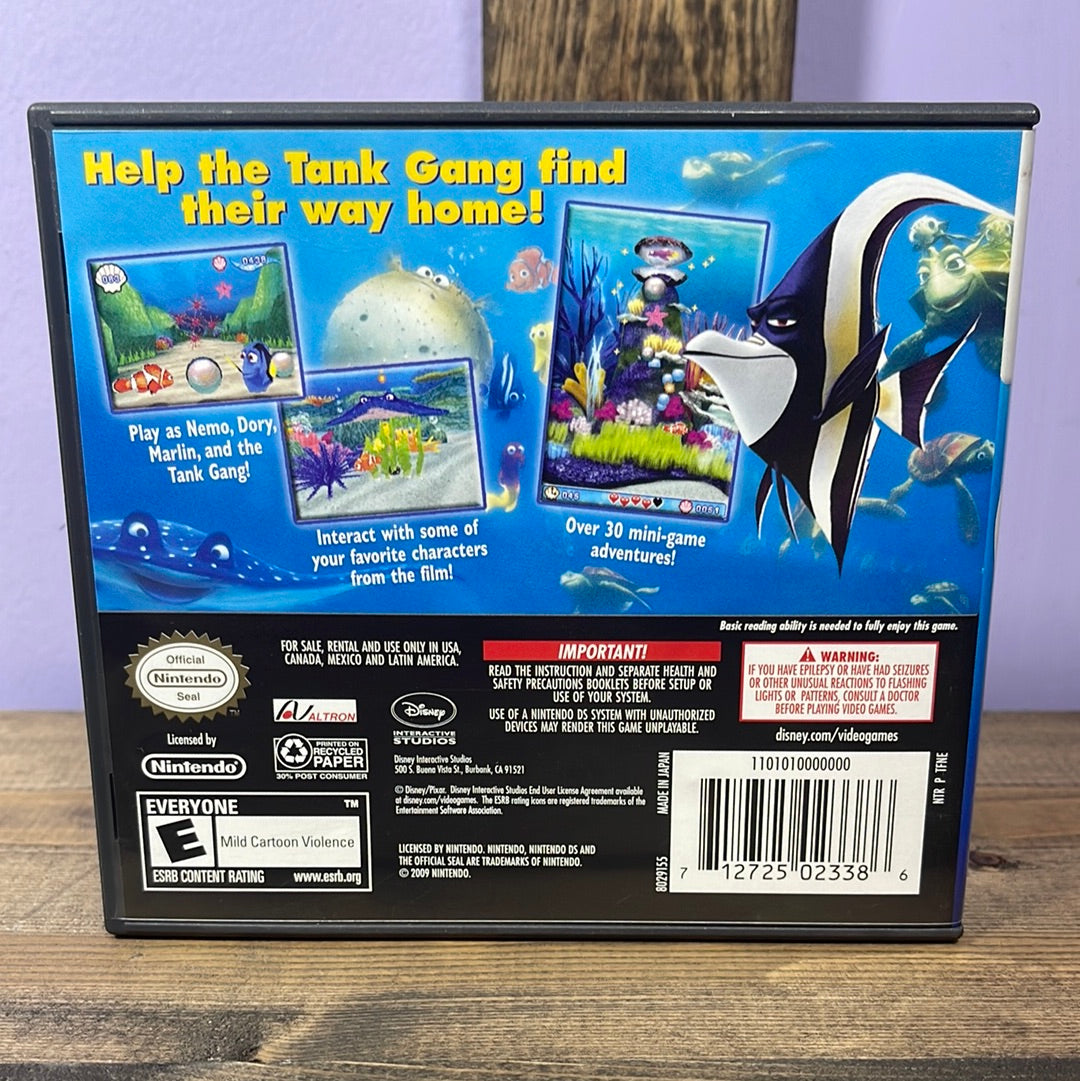 Help the Tank Gang find
their way home!
083
0438
Play as Nemo, Dory,
Marlin, and the
Tank Gang!
Interact with some of
your favorite characters
from the film!
045
0051
Over 30 mini-game
adventures!
Basic reading ability is needed to fully enjoy this game.
Official
Nintendo
Seal
TM
Licensed by
Nintendo
FOR SALE, RENTAL AND USE ONLY IN USA,
CANADA, MEXICO AND LATIN AMERICA.
ALTRON
PRINTED ON
RECYCLED
PAPER
30% POST CONSUMER
Disney
INTERACTIVE
STUDIOS
IMPORTANT!
READ THE INSTRUCTION AND SEPARATE HEALTH AND
SAFETY PRECAUTIONS BOOKLETS BEFORE SETUP OR
USE OF YOUR SYSTEM.
USE OF A NINTENDO DS SYSTEM WITH UNAUTHORIZED
DEVICES MAY RENDER THIS GAME UNPLAYABLE.
WARNING:
IF YOU HAVE EPILEPSY OR HAVE HAD SEIZURES
OR OTHER UNUSUAL REACTIONS TO FLASHING
LIGHTS OR PATTERNS, CONSULT A DOCTOR
BEFORE PLAYING VIDEO GAMES.
disney.com/videogames
Disney Interactive Studios
500 S. Buena Vista St., Burbank, CA 91521
© Disney/Pixar. Disney Interactive Studios End User License Agreement available
at disney.com/videogames. The ESRB rating icons are registered trademarks of the
Entertainment Software Association.
LICENSED BY NINTENDO. NINTENDO, NINTENDO DS AND
THE OFFICIAL SEAL ARE TRADEMARKS OF NINTENDO.
© 2009 NINTENDO.
EVERYONE
TM
E
Mild Cartoon Violence
ESRB CONTENT RATING www.esrb.org
MADE IN JAPAN
8029155
1101010000000
7 12725 02338 6
NTR P TFNE